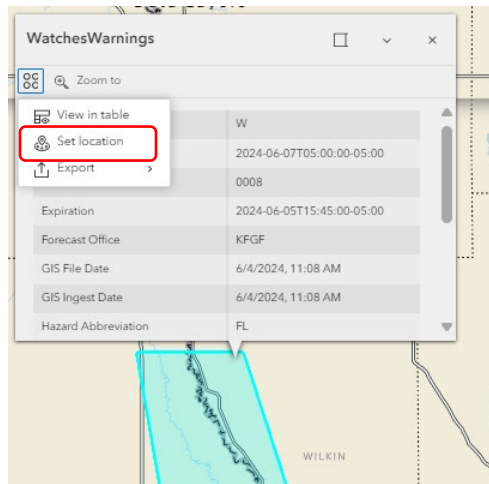 WatchesWarnings
Zoom to
View in table
Set location
Export
W
2024-06-07T05:00:00-05:00
0008
Expiration 2024-06-05T15:45:00-05:00
Forecast Office KFGF
GIS File Date 6/4/2024, 11:08 AM
GIS Ingest Date 6/4/2024, 11:08 AM
Hazard Abbreviation FL
WILKIN